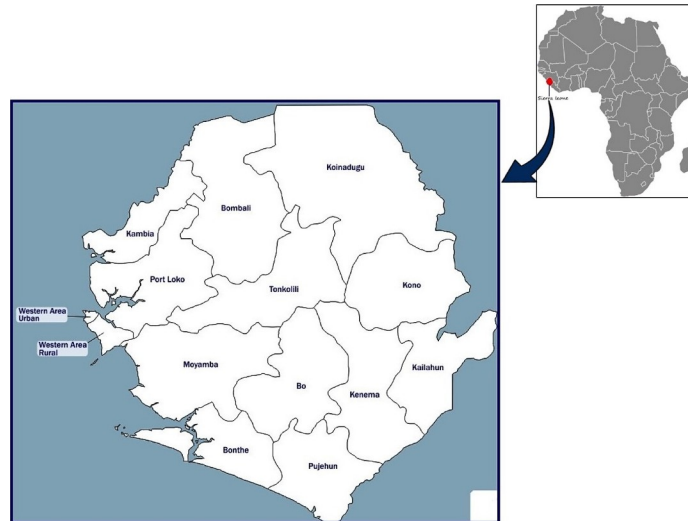 Sierra leone
Koinadugu
Bombali
Kambia
Port Loko
Tonkolili
Kono
Western Area
Urban
Western Area
Rural
Moyamba
Bo
Kenema
Kailahun
Bonthe
Pujehun